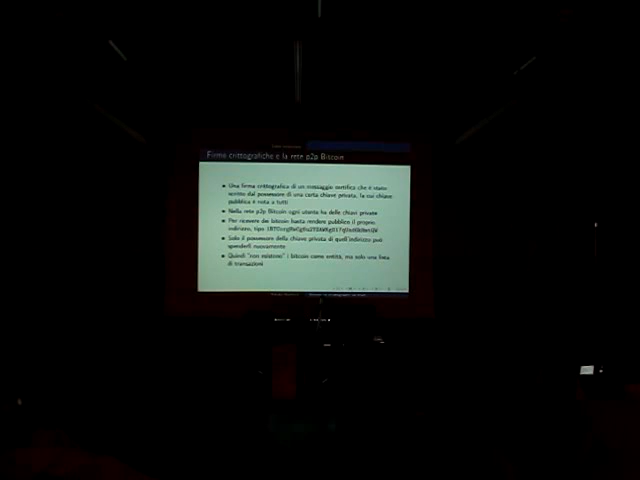 Firme crittografiche e la rete p2p Bitcoin
Una firma crittografica di un messaggio certifica che è stato
scritto dal possessore di una certa chiave privata, la cui chiave
pubblica è nota a tutti
Nella rete p2p Bitcoin ogni utente ha delle chiavi private
Per ricevere dei bitcoin basta rendere pubblico il proprio
indirizzo, tipo
Solo il possessore della chiave privata di quell'indirizzo può
spenderli nuovamente
Quindi "non esistono" i bitcoin come entità, ma solo una lista
di transazioni